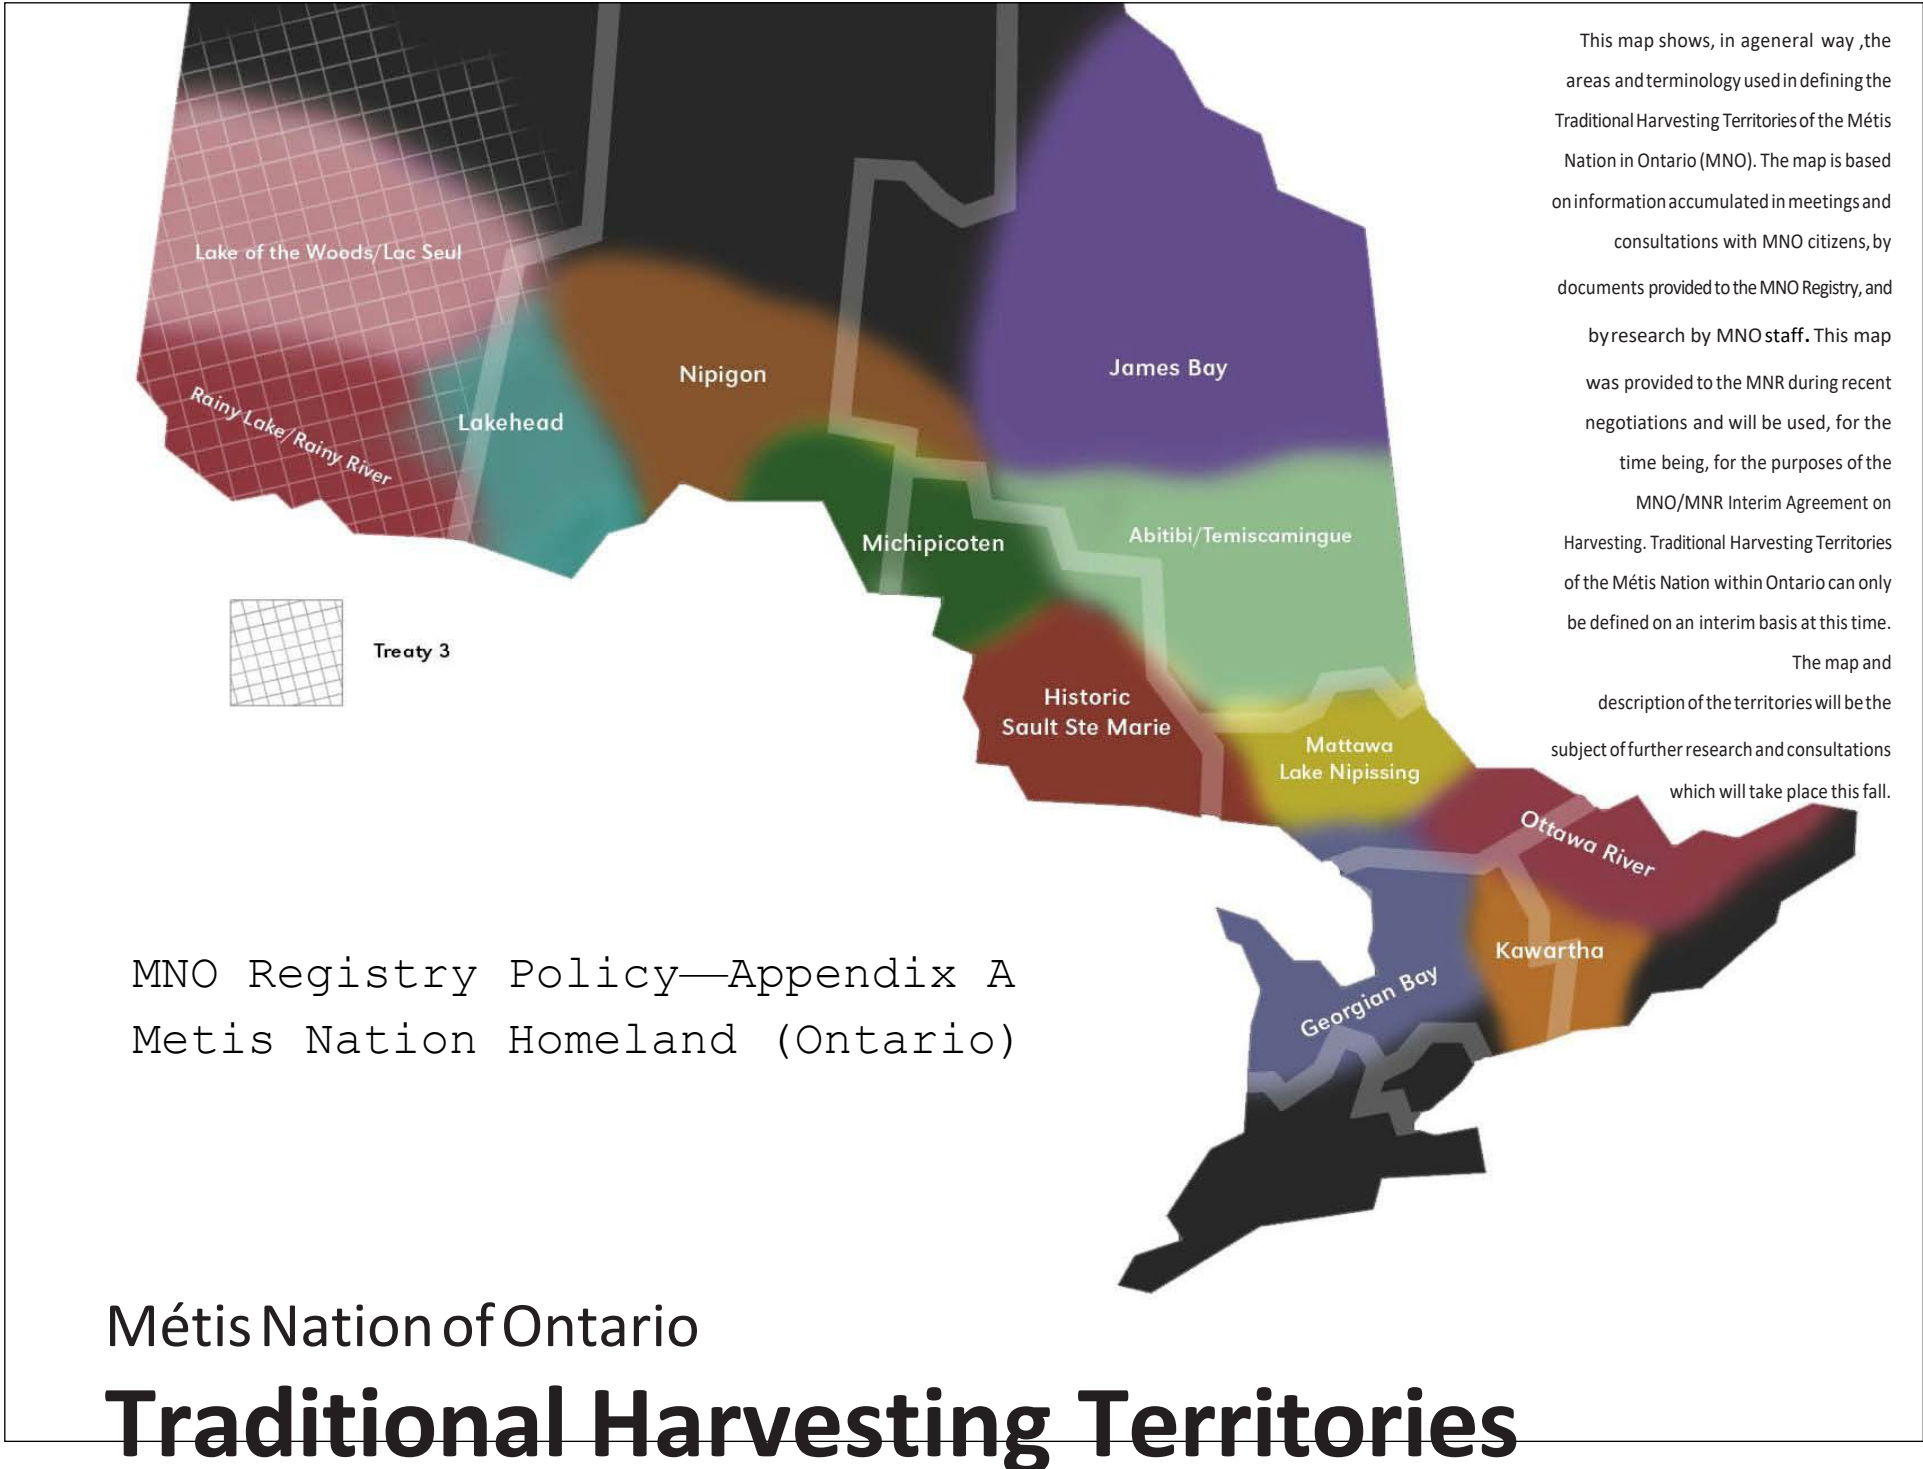 This map shows, in ageneral way ,the
areas and terminology used in defining the
Traditional Harvesting Territories of the Métis
Nation in Ontario (MNO). The map is based
on information accumulated in meetings and
consultations with MNO citizens, by
documents provided to the MNO Registry, and
by research by MNO staff. This map
was provided to the MNR during recent
negotiations and will be used, for the
time being, for the purposes of the
MNO/MNR Interim Agreement on
Harvesting. Traditional Harvesting Territories
of the Métis Nation within Ontario can only
be defined on an interim basis at this time.
The map and
description of the territories will be the
subject of further research and consultations
which will take place this fall.
Lake of the Woods/Lac Seul
Rainy Lake/Rainy River
Lakehead
Nipigon
James Bay
Michipicoten
Abitibi/Temiscamingue
Treaty 3
Historic
Sault Ste Marie
Mattawa
Lake Nipissing
Ottawa River
Kawartha
Georgian Bay
MNO Registry Policy—Appendix A
Metis Nation Homeland (Ontario)
Métis Nation of Ontario
Traditional Harvesting Territories